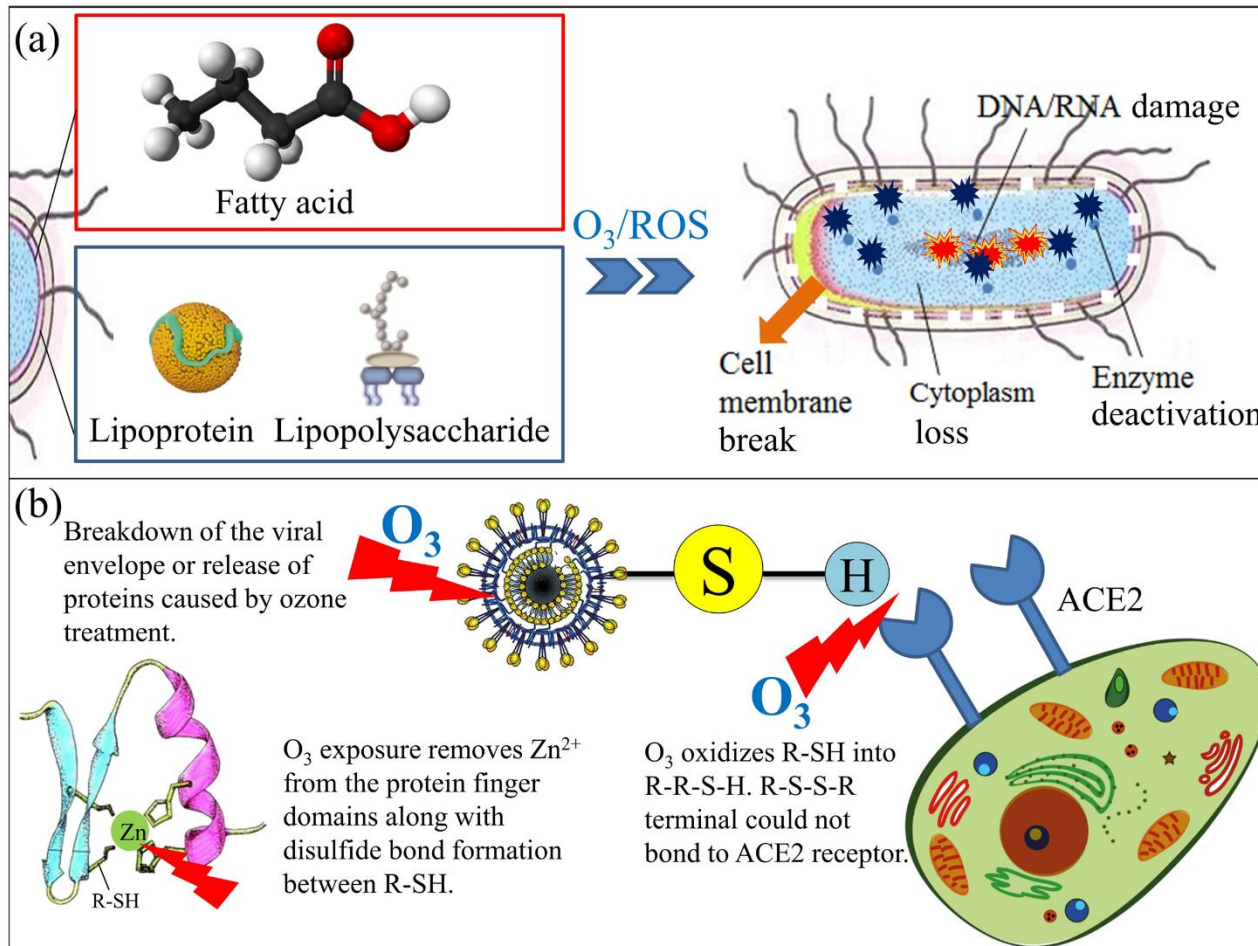 (a)
Fatty acid
Lipoprotein Lipopolysaccharide
O₃/ROS
DNA/RNA damage
Cell
membrane
break
Cytoplasm
loss
Enzyme
deactivation
(b)
Breakdown of the viral
envelope or release of
proteins caused by ozone
treatment.
O₃
S
H
ACE2
O₃
Zn
R-SH
O₃ exposure removes Zn²⁺
from the protein finger
domains along with
disulfide bond formation
between R-SH.
O₃ oxidizes R-SH into
R-R-S-H. R-S-S-R
terminal could not
bond to ACE2 receptor.